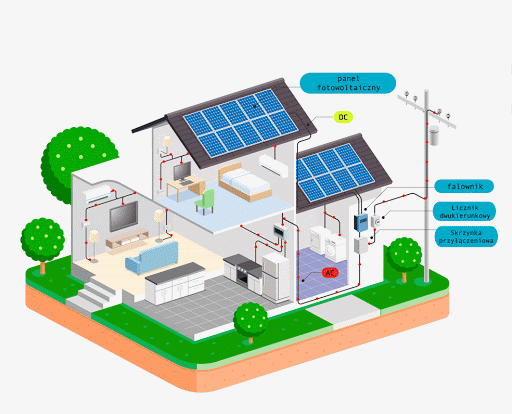 panel
fotowoltaiczny
DC
falownik
Licznik
dwukierunkowy
Skrzynka
przyłączeniowa
AC